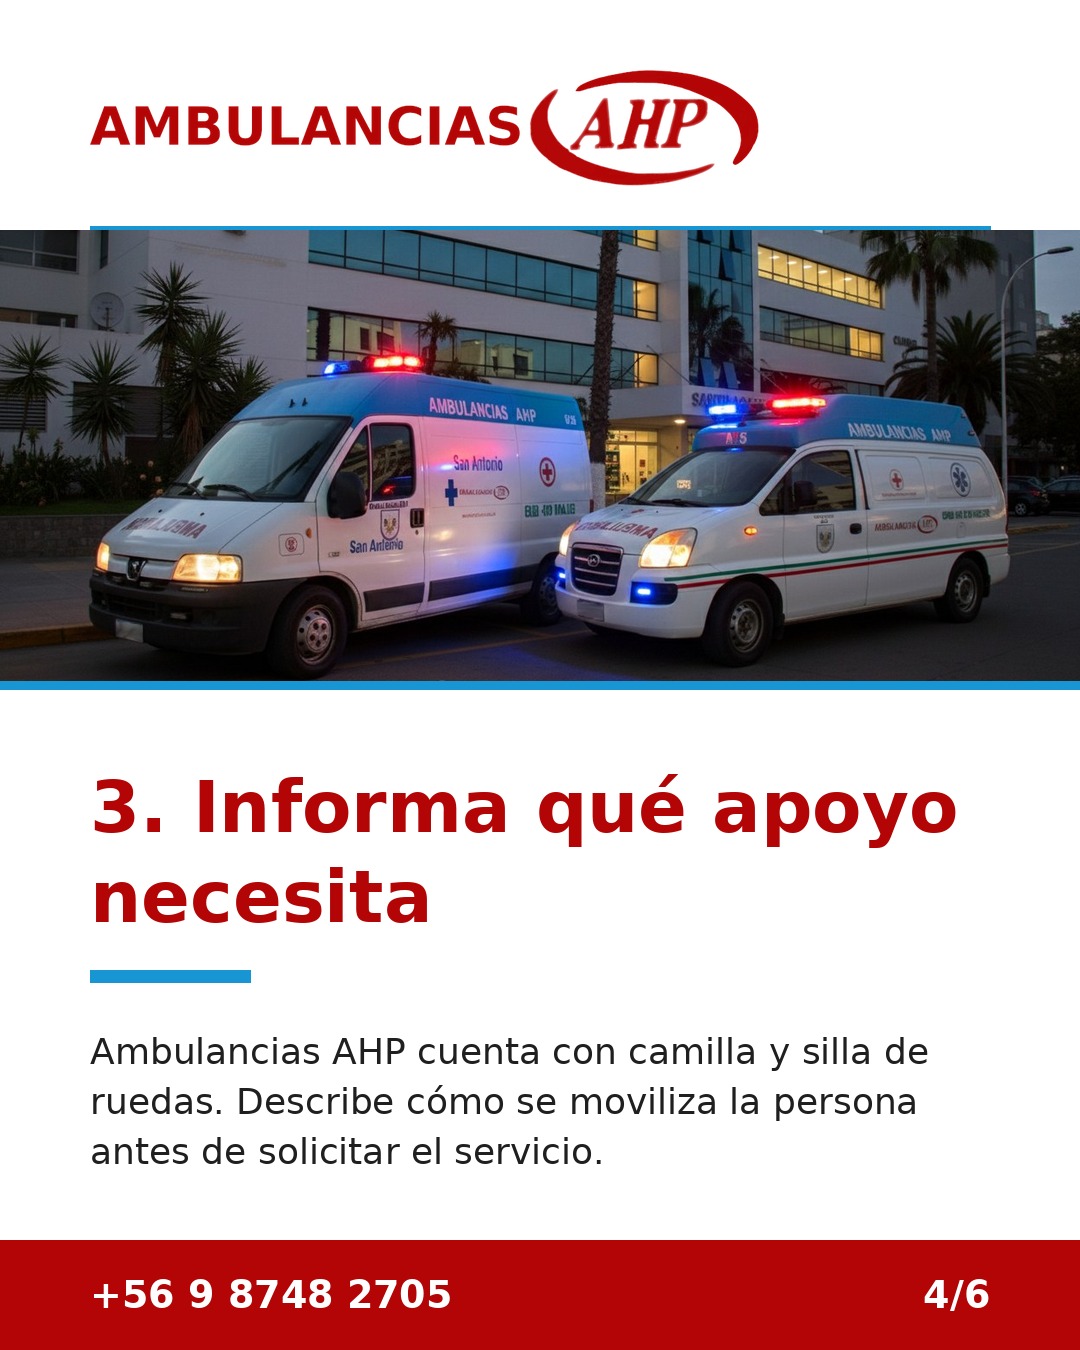 AMBULANCIAS AHP
AMBULANCIAS AHP
San Antonio
San Antonio
AMBULANCIAS AHP
3. Informa qué apoyo
necesita
Ambulancias AHP cuenta con camilla y silla de
ruedas. Describe cómo se moviliza la persona
antes de solicitar el servicio.
+56 9 8748 2705
4/6